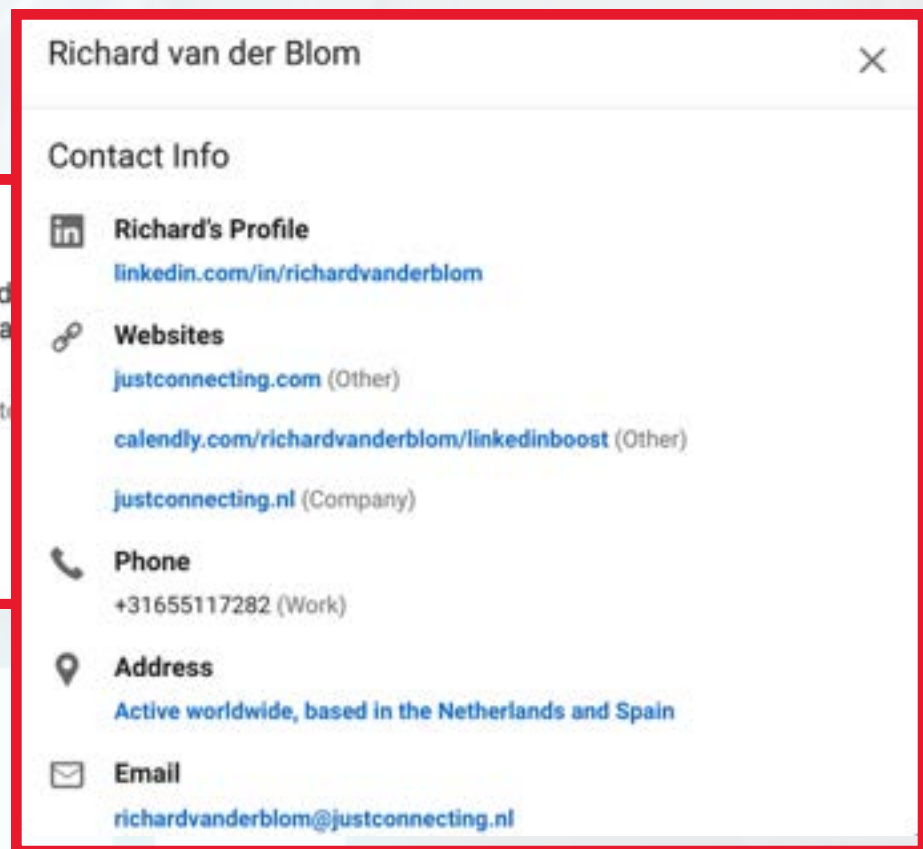 Richard van der Blom
Contact Info
Richard's Profile
linkedin.com/in/richardvanderblom
Websites
justconnecting.com (Other)
calendly.com/richardvanderblom/linkedinboost (Other)
justconnecting.nl (Company)
Phone
+31655117282 (Work)
Address
Active worldwide, based in the Netherlands and Spain
Email
richardvanderblom@justconnecting.nl